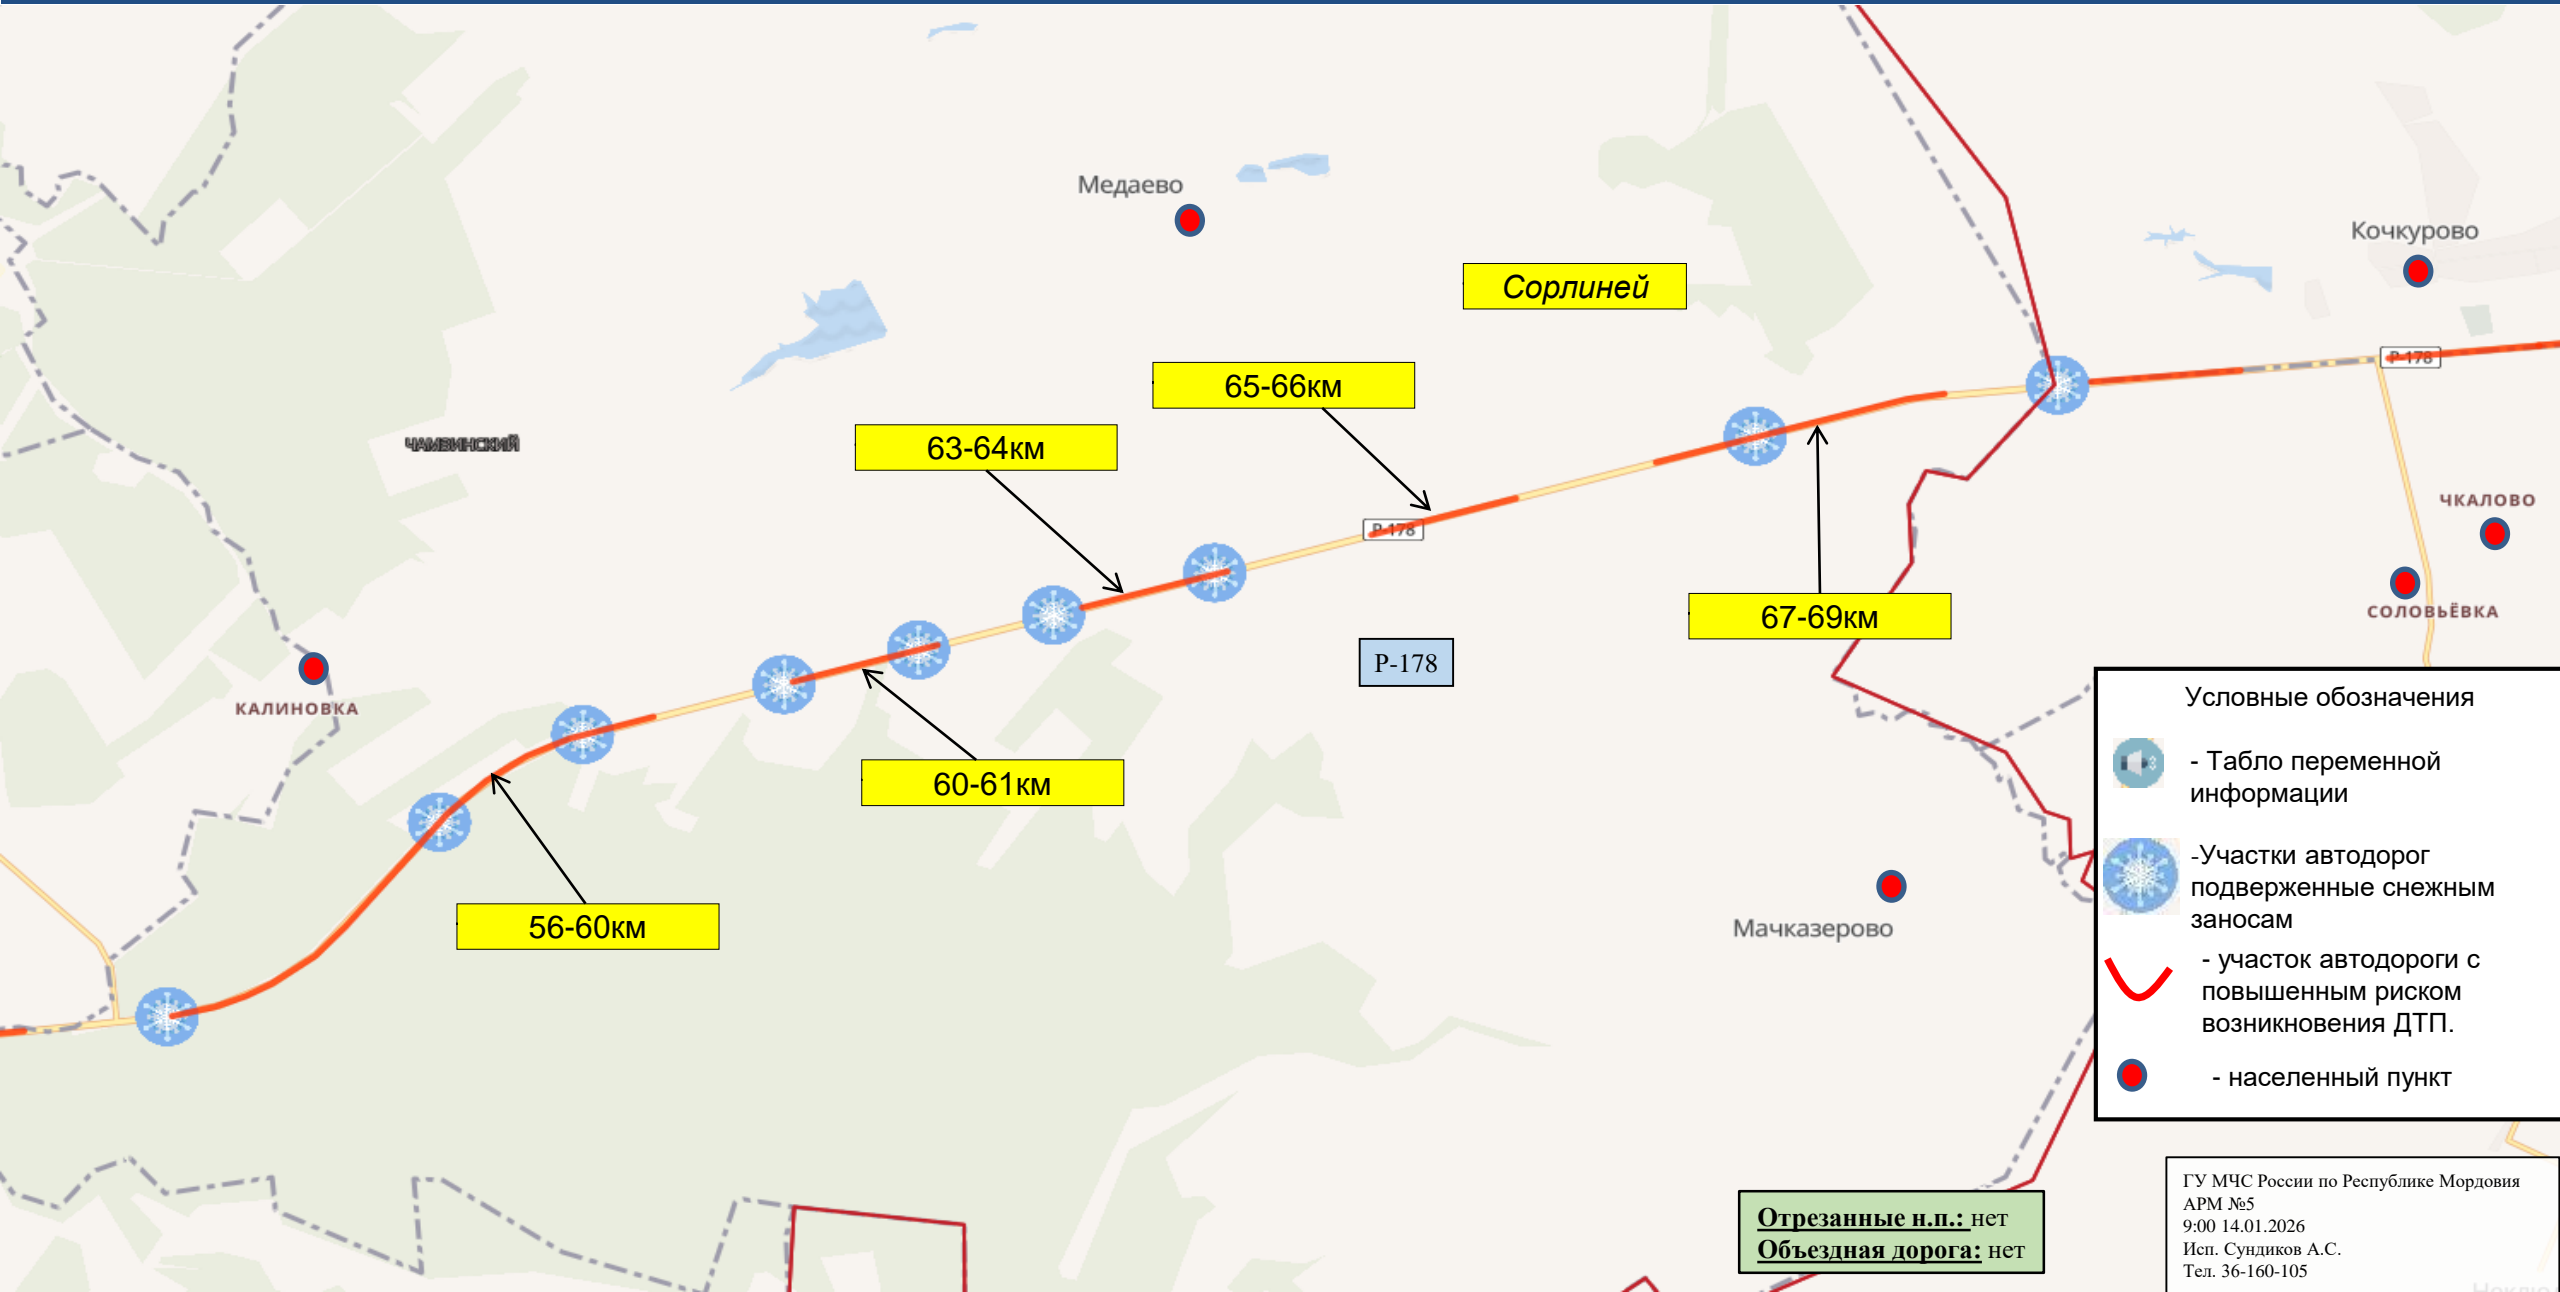 Медаево
Кочкурово
Сорлиней
Р-178
65-66км
63-64км
ЧКАЛОВО
Р-178
67-69км
СОЛОВЬЁВКА
Р-178
КАЛИНОВКА
60-61км
56-60км
Мачказерово
Условные обозначения
- Табло переменной
информации
-Участки автодорог
подверженные снежным
заносам
- участок автодороги с
повышенным риском
возникновения ДТП.
- населенный пункт
Отрезанные н.п.: нет
Объездная дорога: нет
ГУ МЧС России по Республике Мордовия
АРМ №5
9:00 14.01.2026
Исп. Сундиков А.С.
Тел. 36-160-105